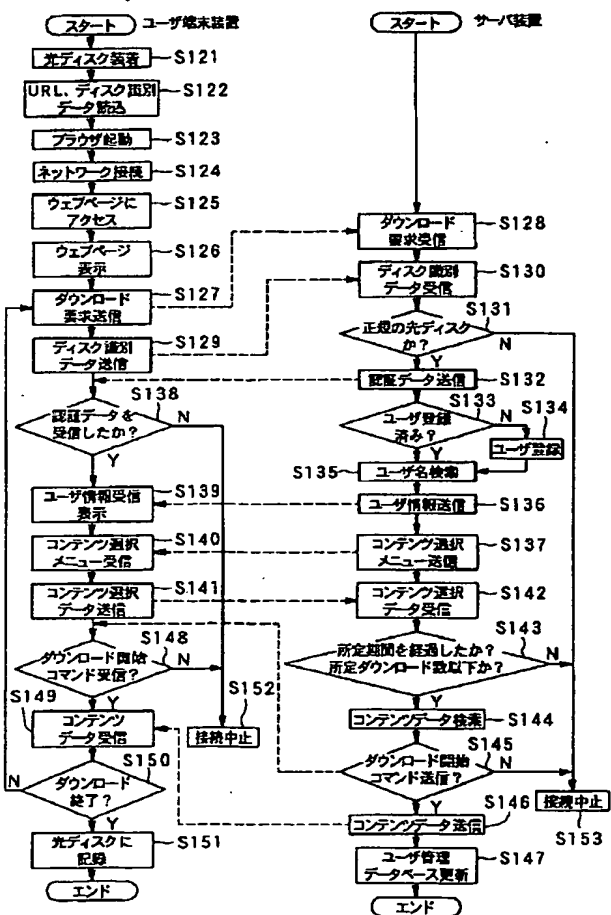 スタート
ユーザ端末装置
光ディスク装着
S121
URL、ディスク識別
データ読込
S122
ブラウザ起動
S123
ネットワーク接続
S124
ウェブページに
アクセス
S125
ウェブページ
表示
S126
ダウンロード
要求送信
S127
ディスク識別
データ送信
S129
S138
認証データを
受信したか?
N
Y
ユーザ情報受信
表示
S139
コンテンツ選択
メニュー受信
S140
コンテンツ選択
データ送信
S141
S148
ダウンロード開始
コマンド受信?
N
Y
S149
コンテンツ
データ受信
S152
接続中止
S150
ダウンロード
終了?
N
Y
光ディスクに
記録
S151
エンド
スタート
サーバ装置
ダウンロード
要求受信
S128
ディスク識別
データ受信
S130
S131
正規の光ディスク
か?
N
Y
認証データ送信
S132
S133
ユーザ登録
済み?
N
Y
S134
ユーザ登録
S135
ユーザ名検索
ユーザ情報送信
S136
コンテンツ選択
メニュー送信
S137
コンテンツ選択
データ受信
S142
S143
所定期間を経過したか?
所定ダウンロード数以下か?
N
Y
コンテンツデータ検索
S144
S145
ダウンロード開始
コマンド送信?
N
Y
S146
コンテンツデータ送信
接続中止
S153
ユーザ管理
データベース更新
S147
エンド